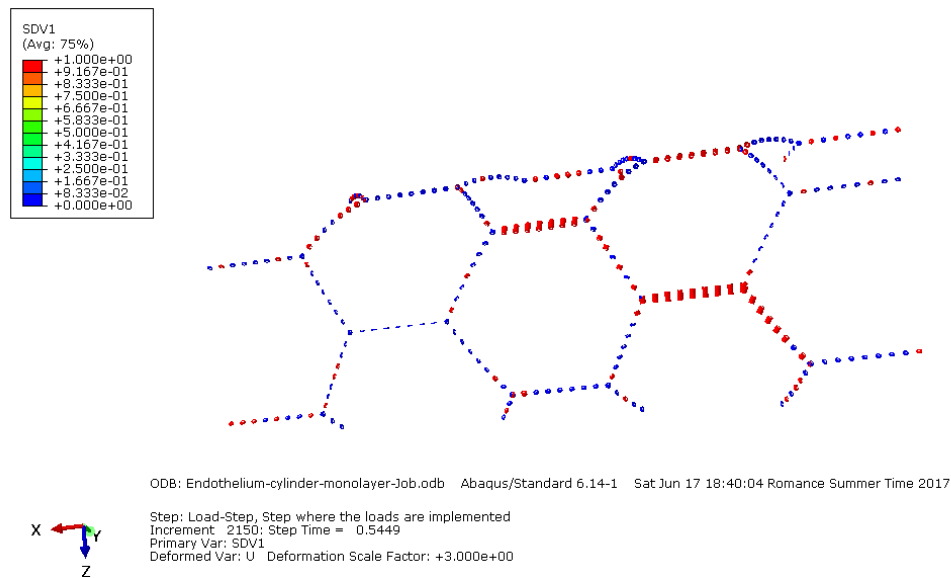 SDV1
(Avg: 75%)
+1.000e+00
+9.167e-01
+8.333e-01
+7.500e-01
+6.667e-01
+5.833e-01
+5.000e-01
+4.167e-01
+3.333e-01
+2.500e-01
+1.667e-01
+8.333e-02
+0.000e+00
ODB: Endothelium-cylinder-monolayer-Job.odb Abaqus/Standard 6.14-1 Sat Jun 17 18:40:04 Romance Summer Time 2017
X Y
Z
Step: Load-Step, Step where the loads are implemented
Increment 2150: Step Time = 0.5449
Primary Var: SDV1
Deformed Var: U Deformation Scale Factor: +3.000e+00